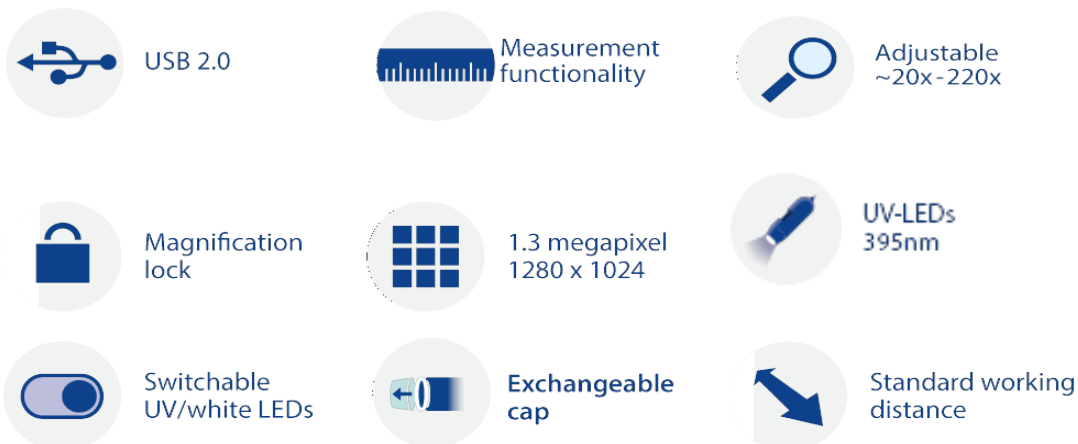 USB 2.0
Measurement
functionality
Adjustable
~20x-220x
Magnification
lock
1.3 megapixel
1280 x 1024
UV-LEDs
395nm
Switchable
UV/white LEDs
Exchangeable
cap
Standard working
distance